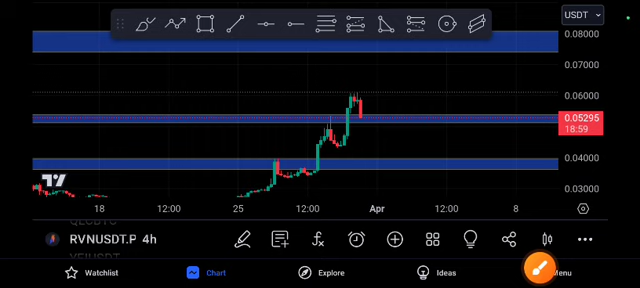 USDT
0.08000
0.07000
0.06000
0.05295
18:59
0.04000
0.03000
18 12:00 25 12:00 Apr 12:00 8
RVNUSDT.P 4h
Watchlist Chart Explore Ideas Menu